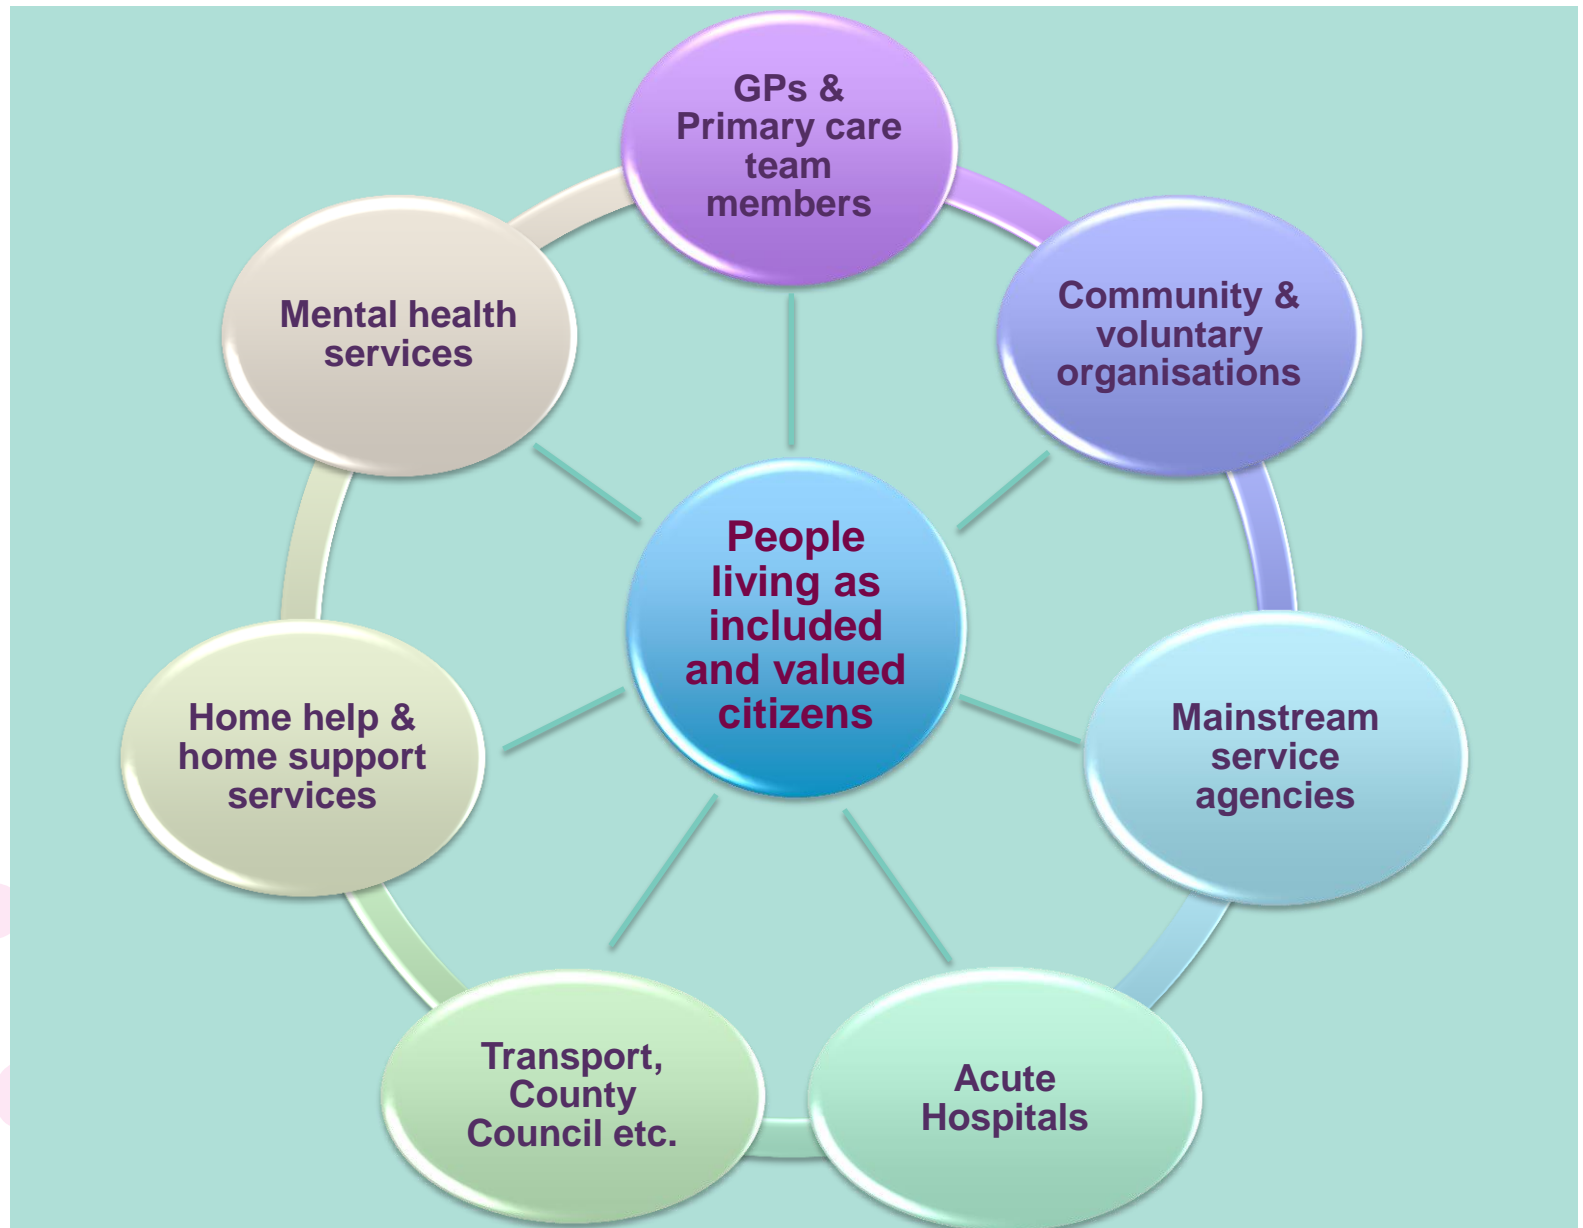 GPs &
Primary care
team
members
Community &
voluntary
organisations
Mental health
services
People
living as
included
and valued
citizens
Mainstream
service
agencies
Home help &
home support
services
Transport,
County
Council etc.
Acute
Hospitals